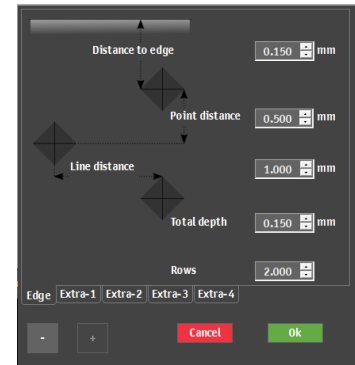 Distance to edge 0.150 mm
Point distance 0.500 mm
Line distance 1.000 mm
Total depth 0.150 mm
Rows 2.000
Edge Extra-1 Extra-2 Extra-3 Extra-4
- + Cancel Ok